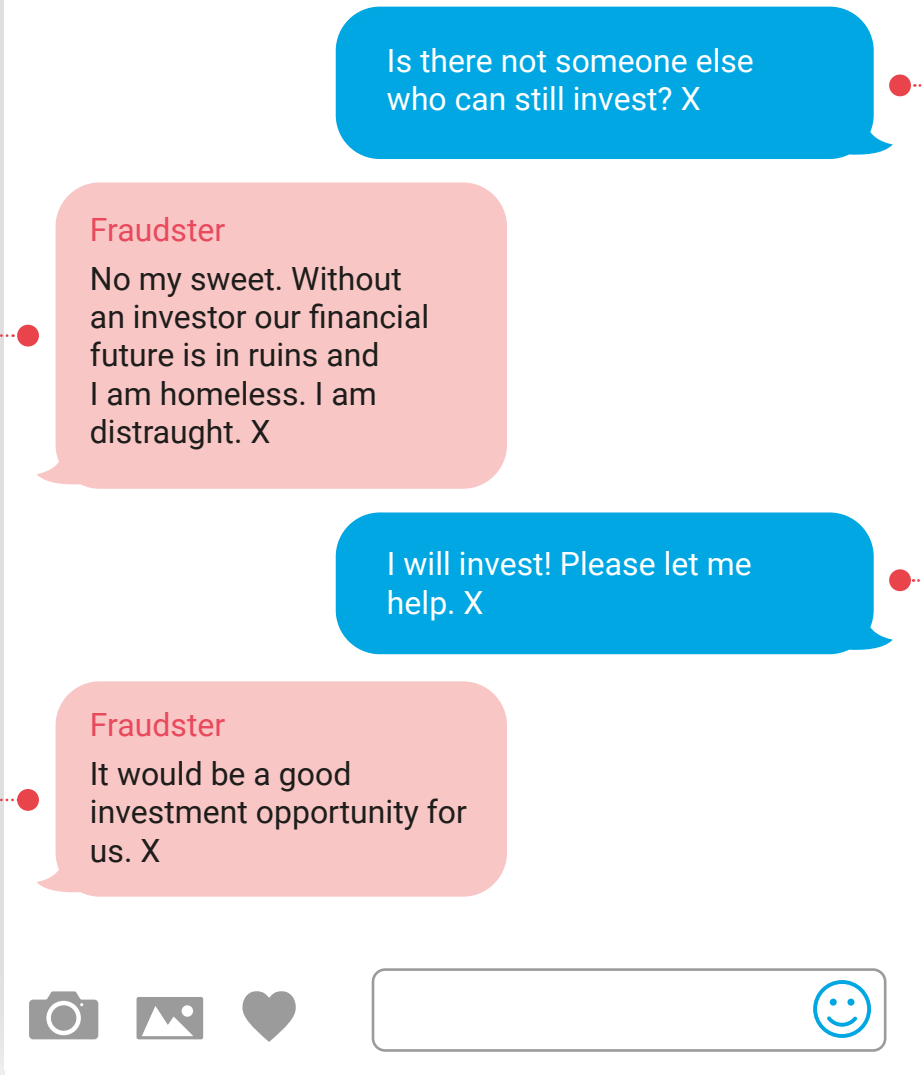 Is there not someone else
who can still invest? X
Fraudster
No my sweet. Without
an investor our financial
future is in ruins and
I am homeless. I am
distraught. X
I will invest! Please let me
help. X
Fraudster
It would be a good
investment opportunity for
us. X